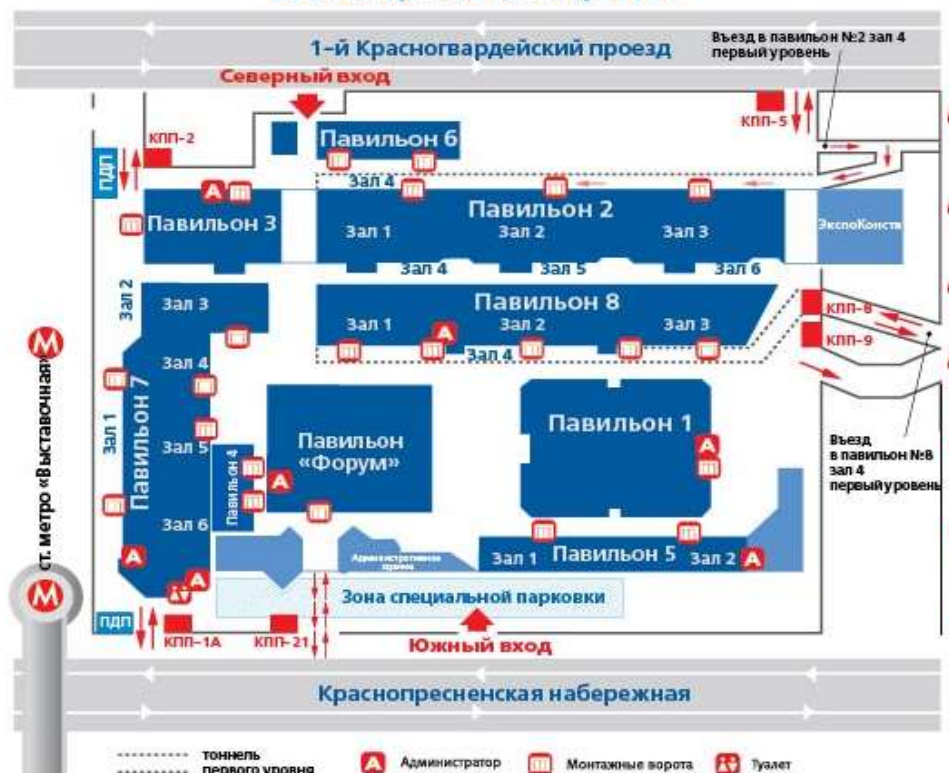 1-й Красногвардейский проезд
Въезд в павильон №2 зал 4
первый уровень
Северный вход
КПП-2
КПП-5
Павильон 6
ПДП
Зал 4
Павильон 3
Павильон 2
Зал 1
Зал 2
Зал 3
ЭкспоКонста
Зал 4
Зал 5
Зал 6
Зал 2
Зал 3
Павильон 8
Зал 1
Зал 2
Зал 3
КПП-8
КПП-9
Зал 4
Зал 4
М
ст. метро «Выставочная»
М
Зал 1
Павильон 7
Зал 5
Зал 6
Павильон 4
Павильон
«Форум»
Павильон 1
Въезд
в павильон №8
зал 4
первый уровень
Зал 1
Павильон 5
Зал 2
Административное
здание
Зона специальной парковки
ПДП
КПП-1А
КПП-21
Южный вход
Краснопресненская набережная
тоннель
первого уровня
А
Администратор
Монтажные ворота
Туалет